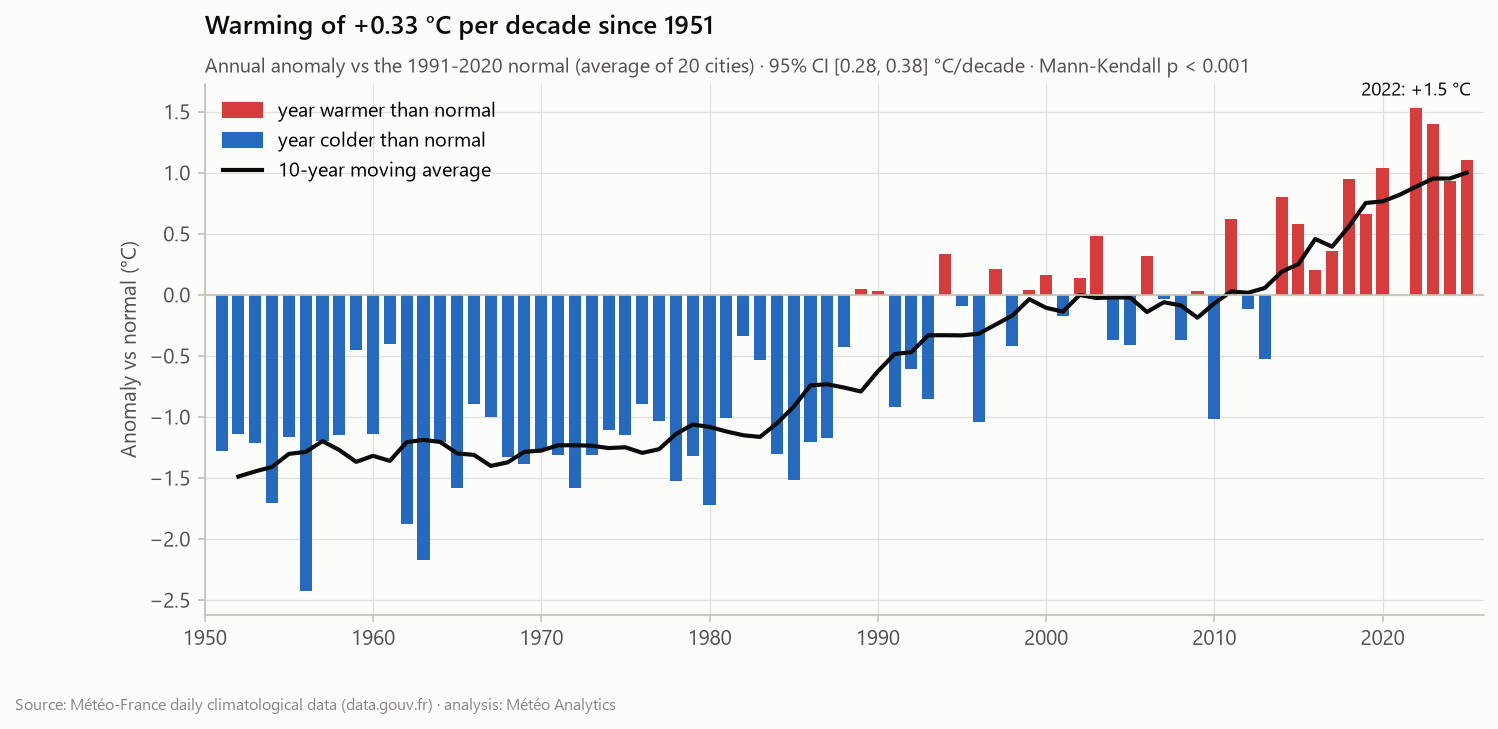 Warming of +0.33 °C per decade since 1951
Annual anomaly vs the 1991-2020 normal (average of 20 cities) · 95% CI [0.28, 0.38] °C/decade · Mann-Kendall p < 0.001
2022: +1.5 °C
year warmer than normal
year colder than normal
10-year moving average
Anomaly vs normal (°C)
1.5
1.0
0.5
0.0
−0.5
−1.0
−1.5
−2.0
−2.5
1950 1960 1970 1980 1990 2000 2010 2020
Source: Météo-France daily climatological data (data.gouv.fr) · analysis: Météo Analytics